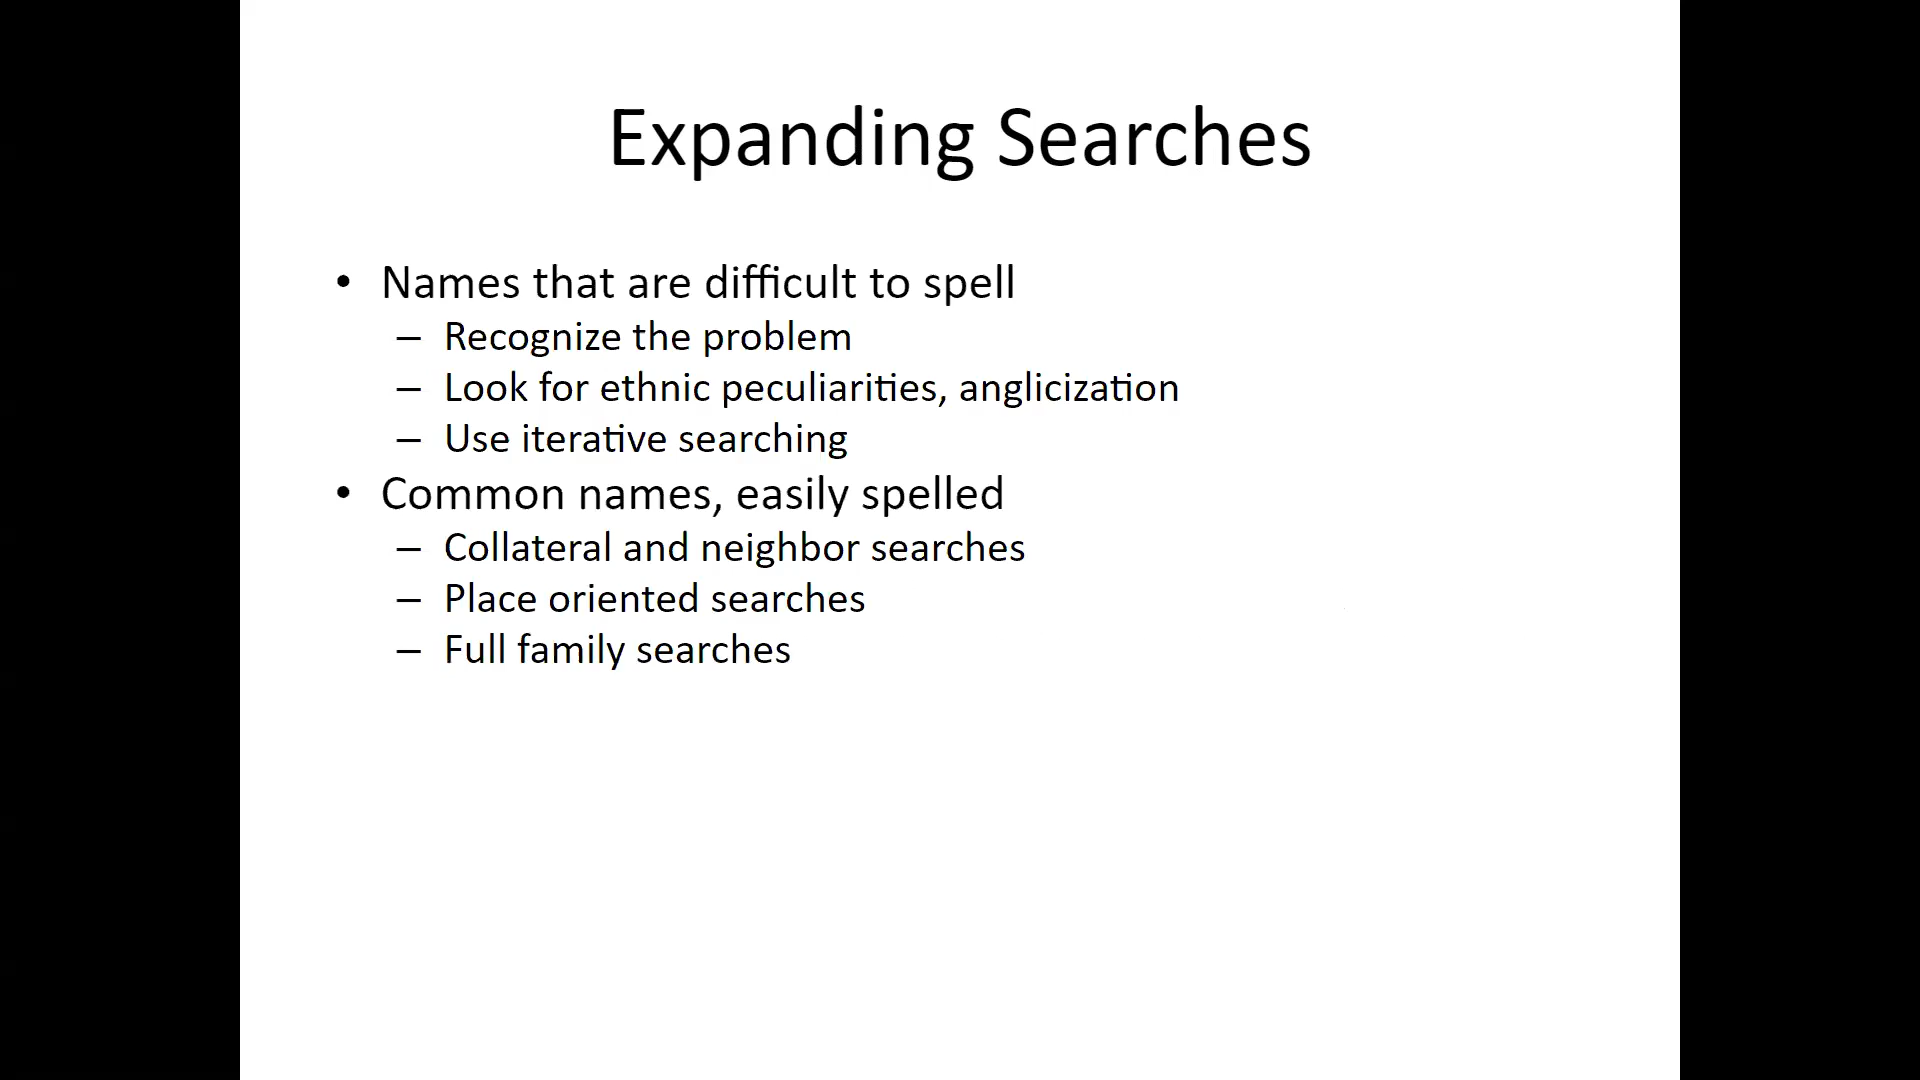 Expanding Searches
• Names that are difficult to spell
– Recognize the problem
– Look for ethnic peculiarities, anglicization
– Use iterative searching
• Common names, easily spelled
– Collateral and neighbor searches
– Place oriented searches
– Full family searches